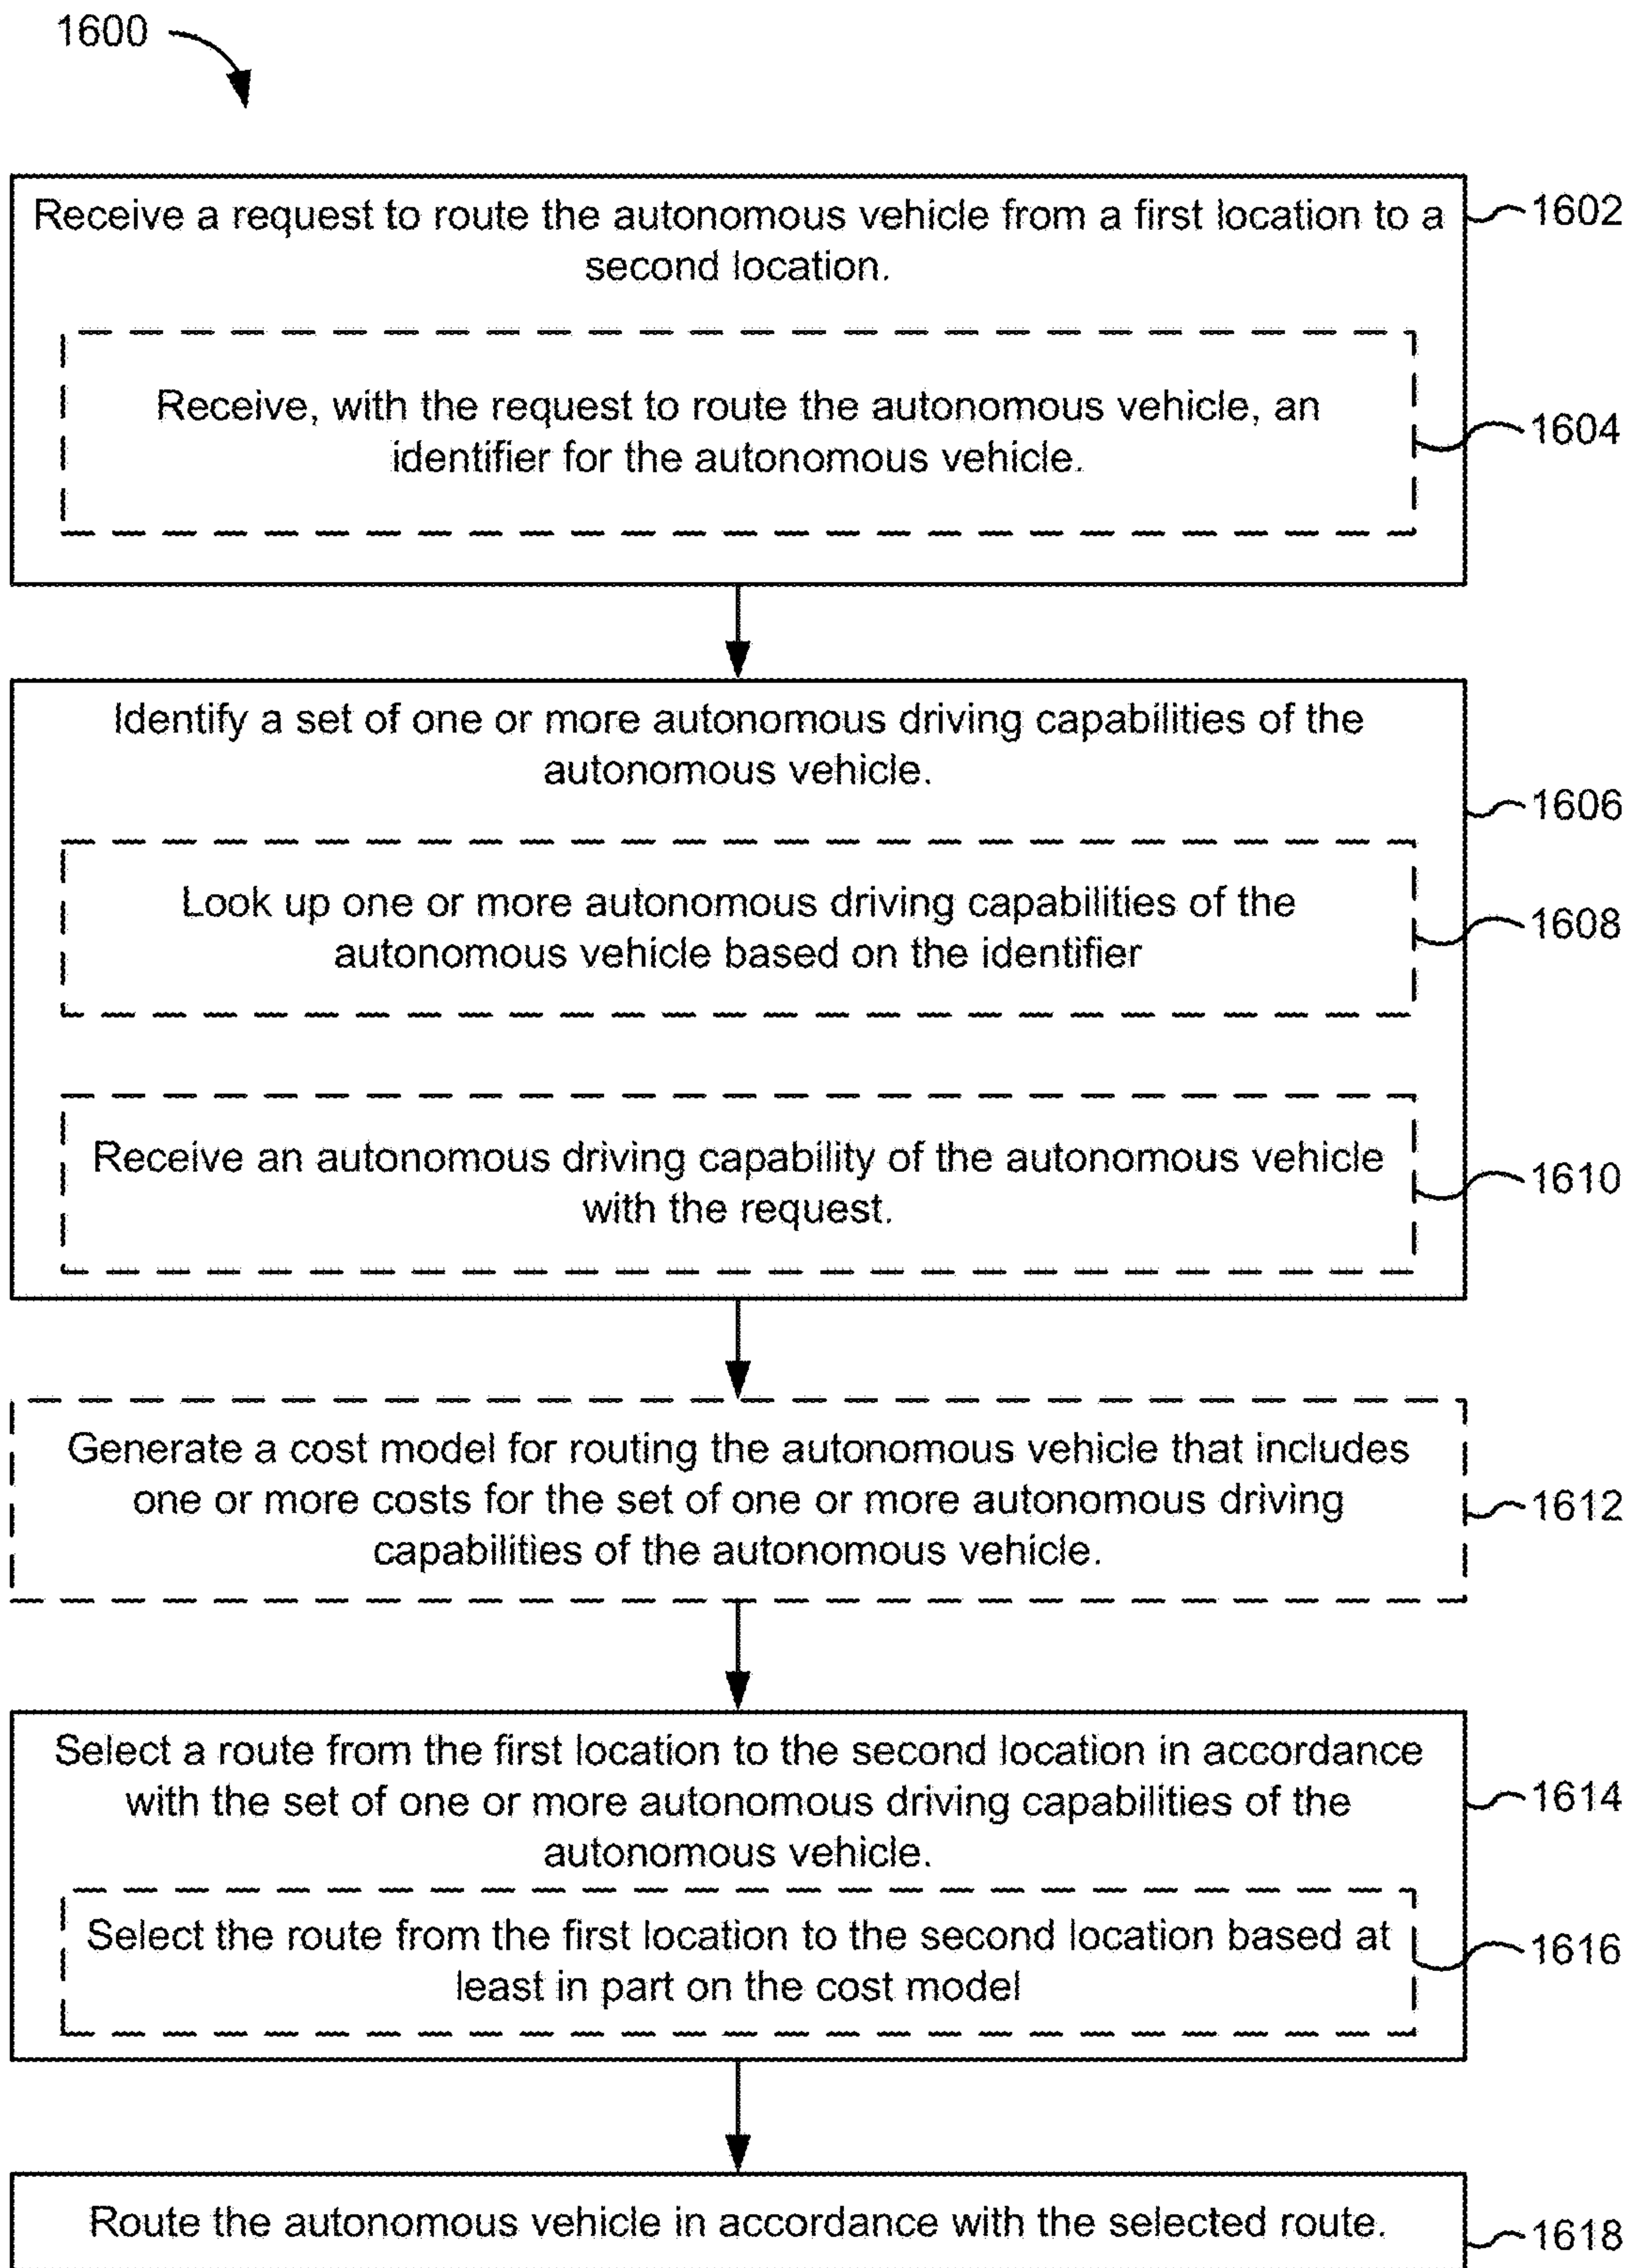 1600
Receive a request to route the autonomous vehicle from a first location to a
second location.
1602
Receive, with the request to route the autonomous vehicle, an
identifier for the autonomous vehicle.
1604
Identify a set of one or more autonomous driving capabilities of the
autonomous vehicle.
1606
Look up one or more autonomous driving capabilities of the
autonomous vehicle based on the identifier
1608
Receive an autonomous driving capability of the autonomous vehicle
with the request.
1610
Generate a cost model for routing the autonomous vehicle that includes
one or more costs for the set of one or more autonomous driving
capabilities of the autonomous vehicle.
1612
Select a route from the first location to the second location in accordance
with the set of one or more autonomous driving capabilities of the
autonomous vehicle.
1614
Select the route from the first location to the second location based at
least in part on the cost model
1616
Route the autonomous vehicle in accordance with the selected route.
1618